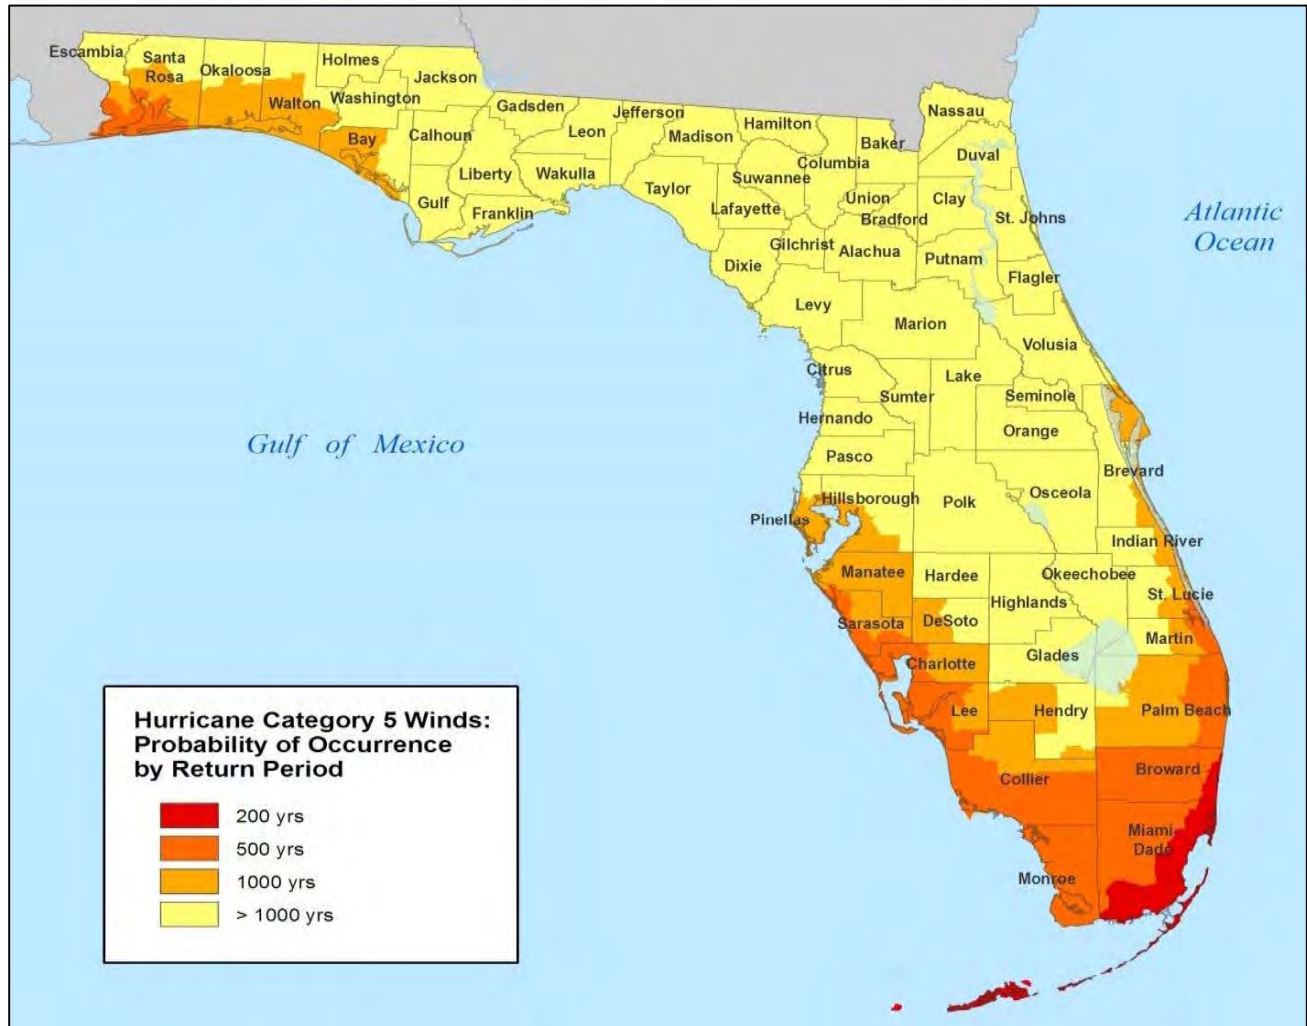 Escambia
Santa
Rosa
Okaloosa
Walton
Holmes
Washington
Jackson
Bay
Calhoun
Gulf
Gadsden
Liberty
Franklin
Leon
Wakulla
Jefferson
Madison
Taylor
Hamilton
Suwannee
Lafayette
Dixie
Columbia
Gilchrist
Levy
Baker
Union
Bradford
Alachua
Nassau
Duval
Clay
St. Johns
Putnam
Flagler
Marion
Volusia
Citrus
Sumter
Lake
Seminole
Hernando
Orange
Pasco
Brevard
Hillsborough
Pinellas
Polk
Osceola
Indian River
Manatee
Hardee
Okeechobee
Highlands
St. Lucie
Sarasota
DeSoto
Martin
Charlotte
Glades
Lee
Hendry
Palm Beach
Collier
Broward
Miami
Dade
Monroe
Atlantic
Ocean
Gulf of Mexico
Hurricane Category 5 Winds:
Probability of Occurrence
by Return Period
200 yrs
500 yrs
1000 yrs
> 1000 yrs